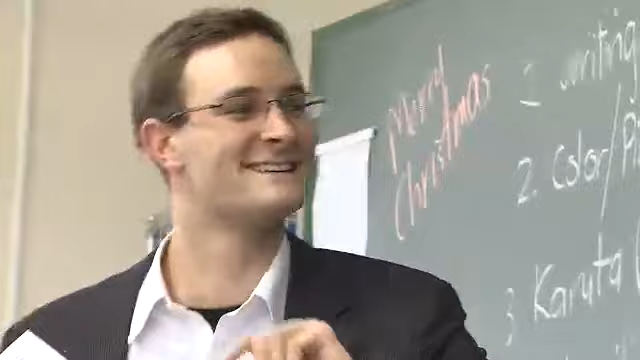 Merry
Christmas
1 Writing
2. Color/
3 Karuta